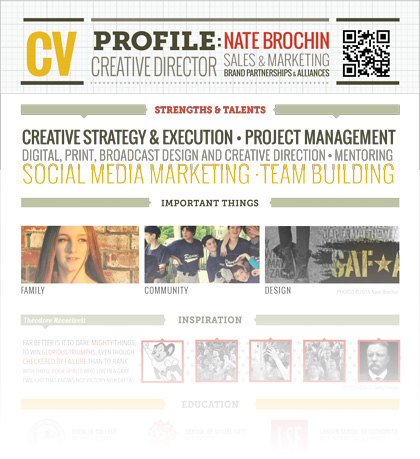 CV
PROFILE: NATE BROCHIN
CREATIVE DIRECTOR
SALES & MARKETING
BRAND PARTNERSHIPS & ALLIANCES
STRENGTHS & TALENTS
CREATIVE STRATEGY & EXECUTION • PROJECT MANAGEMENT
DIGITAL, PRINT, BROADCAST DESIGN AND CREATIVE DIRECTION • MENTORING
SOCIAL MEDIA MARKETING · TEAM BUILDING
IMPORTANT THINGS
FAMILY
COMMUNITY
DESIGN
Theodore Roosevelt
INSPIRATION
FAR BETTER IS IT TO DARE MIGHTY THINGS,
TO WIN GLORIOUS TRIUMPHS, EVEN THOUGH
CHECKERED BY FAILURE THAN TO RANK
WITH THOSE POOR SPIRITS WHO LIVE IN A GRAY
TWILIGHT THAT KNOWS NOT VICTORY NOR DEFEAT.
EDUCATION